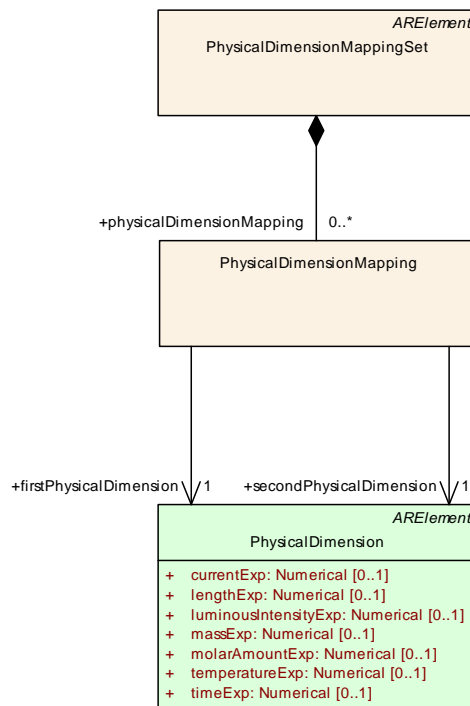 ARElement
PhysicalDimensionMappingSet
+physicalDimensionMapping 0..*
PhysicalDimensionMapping
+firstPhysicalDimension 1 +secondPhysicalDimension 1
ARElement
PhysicalDimension
+ currentExp: Numerical [0..1]
+ lengthExp: Numerical [0..1]
+ luminousIntensityExp: Numerical [0..1]
+ massExp: Numerical [0..1]
+ molarAmountExp: Numerical [0..1]
+ temperatureExp: Numerical [0..1]
+ timeExp: Numerical [0..1]